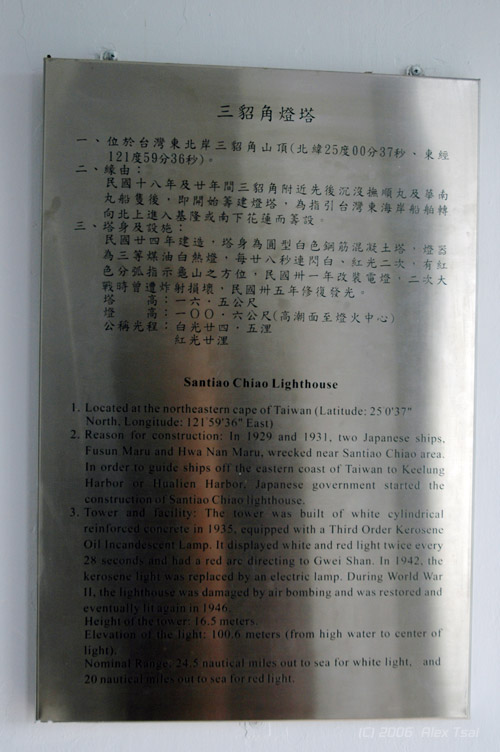 三貂角燈塔
一、位於台灣東北岸三貂角山頂(北緯25度00分37秒、東經
121度59分36秒)。
二、緣由：
民國十八年及廿年間三貂角附近先後沉沒撫順丸及華南
丸船隻後，即開始籌建燈塔，為指引台灣東海岸船舶轉
向北上進入基隆或南下花蓮而籌設。
三、塔身及設施：
民國廿四年建造，塔身為圓型白色鋼筋混凝土塔，燈器
為三等煤油白熱燈，每廿八秒連閃白、紅光二次，有紅
色分弧指示龜山之方位，民國卅一年改裝電燈，二次大
戰時曾遭炸射損壞，民國卅五年修復發光。
塔　　高：一六．五公尺
燈　　高：一〇〇．六公尺(高潮面至燈火中心)
公稱光程：白光廿四．五浬
紅光廿浬
Santiao Chiao Lighthouse
1. Located at the northeastern cape of Taiwan (Latitude: 25°0'37"
North, Longitude: 121°59'36" East)
2. Reason for construction: In 1929 and 1931, two Japanese ships,
Fusun Maru and Hwa Nan Maru, wrecked near Santiao Chiao area.
In order to guide ships off the eastern coast of Taiwan to Keelung
Harbor or Hualien Harbor, Japanese government started the
construction of Santiao Chiao lighthouse.
3. Tower and facility: The tower was built of white cylindrical
reinforced concrete in 1935, equipped with a Third Order Kerosene
Oil Incandescent Lamp. It displayed white and red light twice every
28 seconds and had a red arc directing to Gwei Shan. In 1942, the
kerosene light was replaced by an electric lamp. During World War
II, the lighthouse was damaged by air bombing and was restored and
eventually lit again in 1946.
Height of the tower: 16.5 meters.
Elevation of the light: 100.6 meters (from high water to center of
light).
Nominal Range: 24.5 nautical miles out to sea for white light, and
20 nautical miles out to sea for red light.
(C) 2006 Alex Tsai